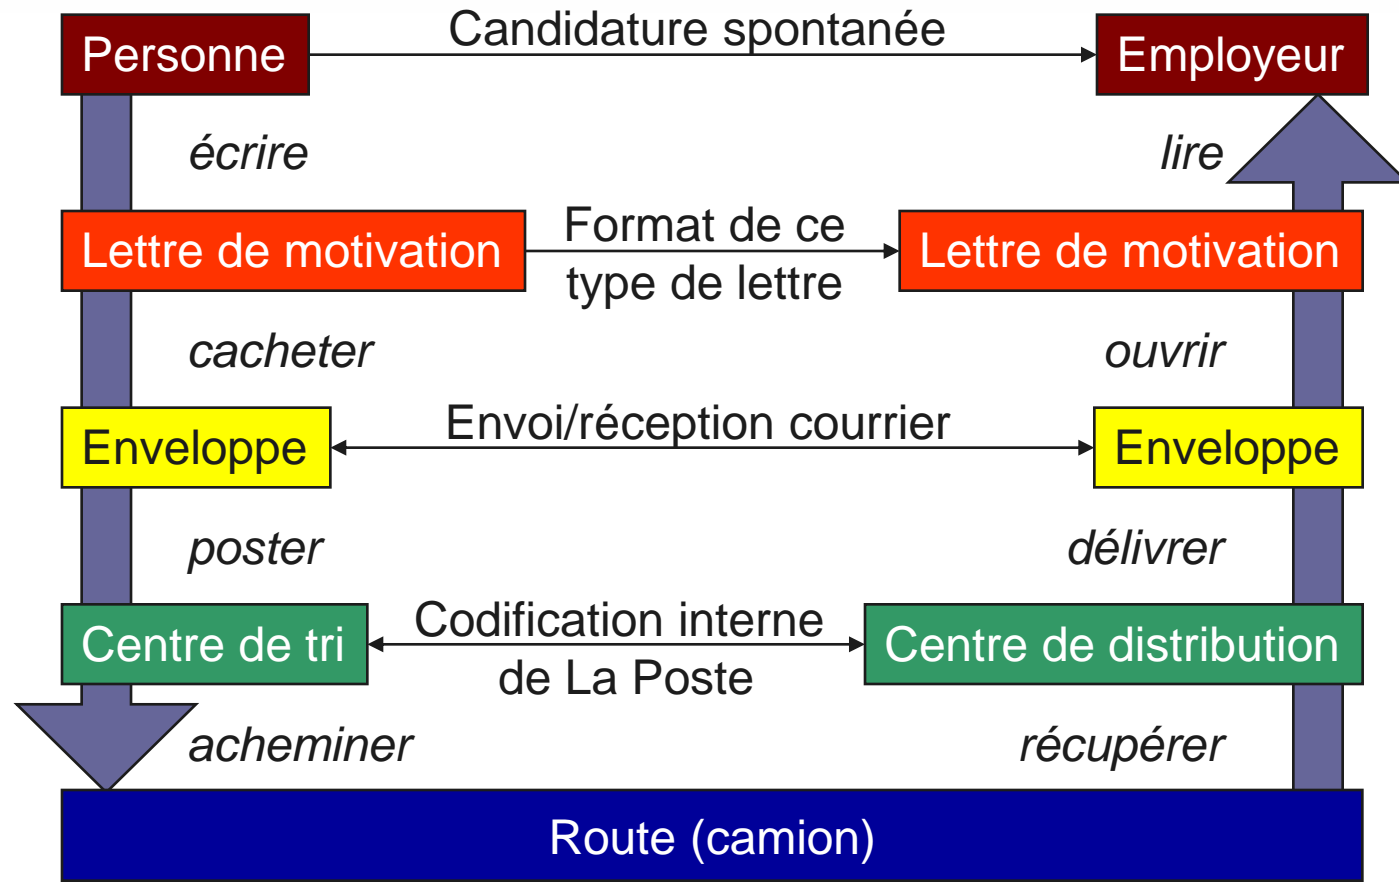 Personne
Candidature spontanée
Employeur
écrire
lire
Lettre de motivation
Format de ce
type de lettre
Lettre de motivation
cacheter
ouvrir
Enveloppe
Envoi/réception courrier
Enveloppe
poster
délivrer
Centre de tri
Codification interne
de La Poste
Centre de distribution
acheminer
récupérer
Route (camion)